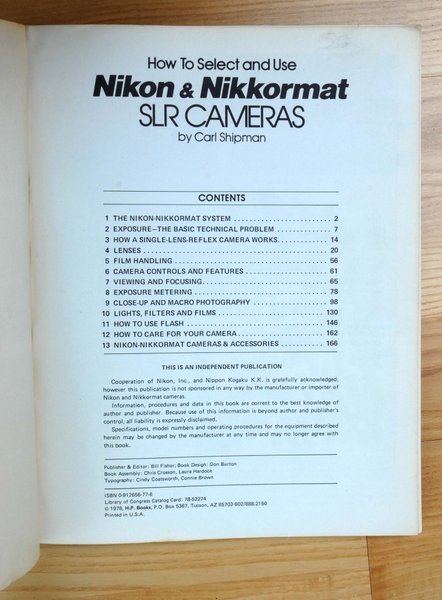 How To Select and Use
Nikon & Nikkormat
SLR CAMERAS
by Carl Shipman
CONTENTS
1 THE NIKON-NIKKORMAT SYSTEM . . . . . . . . . . . . . . . . . . . . . . . . 2
2 EXPOSURE—THE BASIC TECHNICAL PROBLEM . . . . . . . . . . . . . . 7
3 HOW A SINGLE-LENS-REFLEX CAMERA WORKS. . . . . . . . . . . . . 14
4 LENSES . . . . . . . . . . . . . . . . . . . . . . . . . . . . . . . . . . . . . . . . . . . . . . 20
5 FILM HANDLING . . . . . . . . . . . . . . . . . . . . . . . . . . . . . . . . . . . . . . 56
6 CAMERA CONTROLS AND FEATURES . . . . . . . . . . . . . . . . . . . . . 61
7 VIEWING AND FOCUSING. . . . . . . . . . . . . . . . . . . . . . . . . . . . . . . 65
8 EXPOSURE METERING . . . . . . . . . . . . . . . . . . . . . . . . . . . . . . . . . 78
9 CLOSE-UP AND MACRO PHOTOGRAPHY . . . . . . . . . . . . . . . . . . . 98
10 LIGHTS, FILTERS AND FILMS . . . . . . . . . . . . . . . . . . . . . . . . . . . 130
11 HOW TO USE FLASH . . . . . . . . . . . . . . . . . . . . . . . . . . . . . . . . . . 146
12 HOW TO CARE FOR YOUR CAMERA . . . . . . . . . . . . . . . . . . . . . . 162
13 NIKON-NIKKORMAT CAMERAS & ACCESSORIES . . . . . . . . . . . . 166
THIS IS AN INDEPENDENT PUBLICATION
Cooperation of Nikon, Inc., and Nippon Kogaku K.K. is gratefully acknowledged,
however this publication is not sponsored in any way by the manufacturer or importer of
Nikon and Nikkormat cameras.
Information, procedures and data in this book are correct to the best knowledge of
author and publisher. Because use of this information is beyond author and publisher's
control, all liability is expressly disclaimed.
Specifications, model numbers and operating procedures for the equipment described
herein may be changed by the manufacturer at any time and may no longer agree with
this book.
Publisher & Editor: Bill Fisher; Book Design: Don Burton
Book Assembly: Chris Crosson, Laura Hardock
Typography: Cindy Coatsworth, Connie Brown
ISBN 0-912656-77-8
Library of Congress Catalog Card: 78-52274
© 1978, H.P. Books, P.O. Box 5367, Tucson, AZ 85703 602/888-2150
Printed in U.S.A.